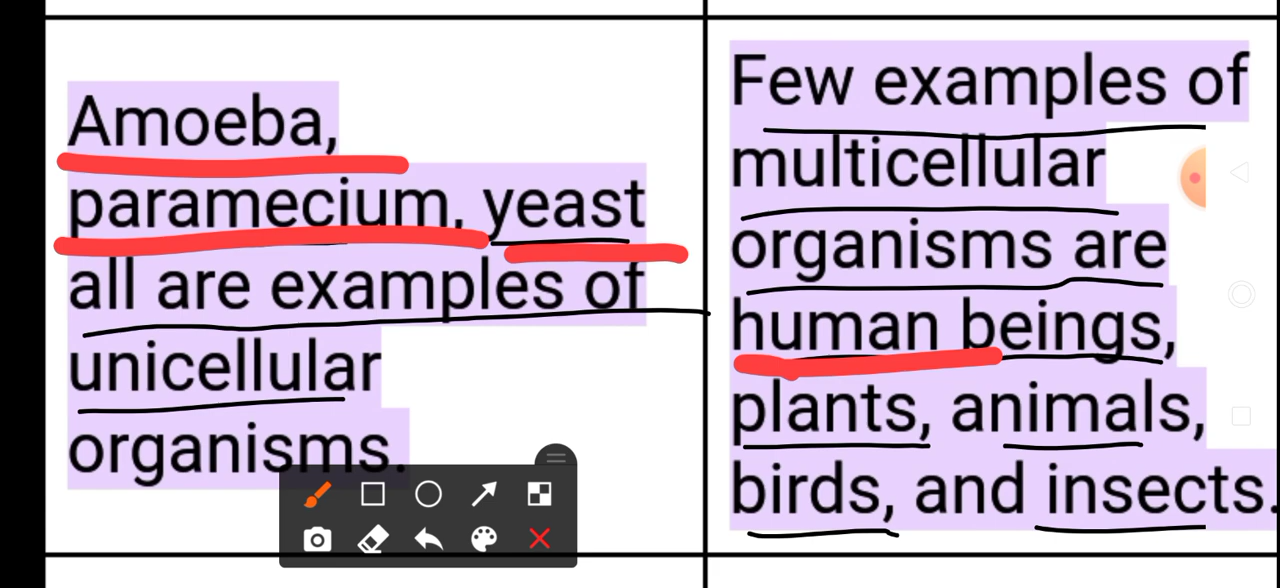 Amoeba,
paramecium, yeast
all are examples of
unicellular
organisms.
Few examples of
multicellular
organisms are
human beings,
plants, animals,
birds, and insects.